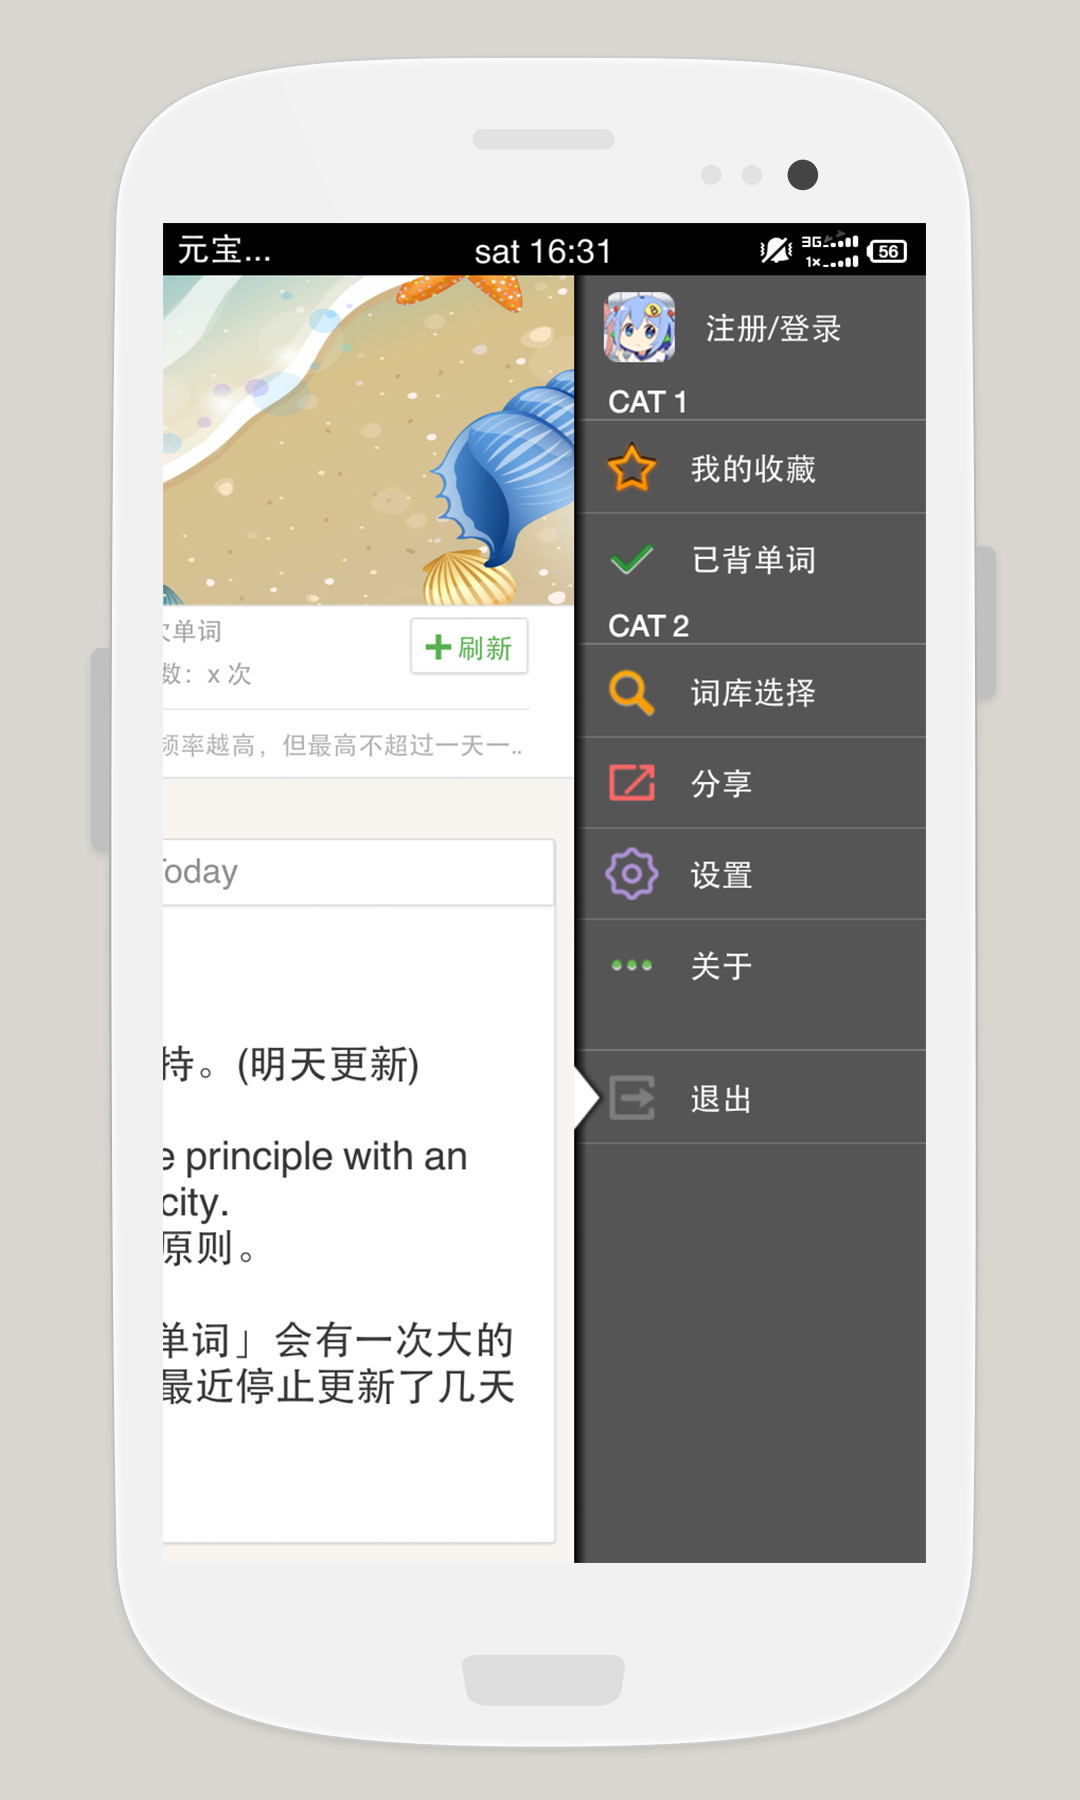 元宝...
sat 16:31
3G
1x
56
注册/登录
CAT 1
我的收藏
已背单词
CAT 2
词库选择
分享
设置
关于
退出
单词
刷新
数: x 次
频率越高，但最高不超过一天一..
Today
持。(明天更新)
e principle with an
city.
原则。
单词」会有一次大的
最近停止更新了几天